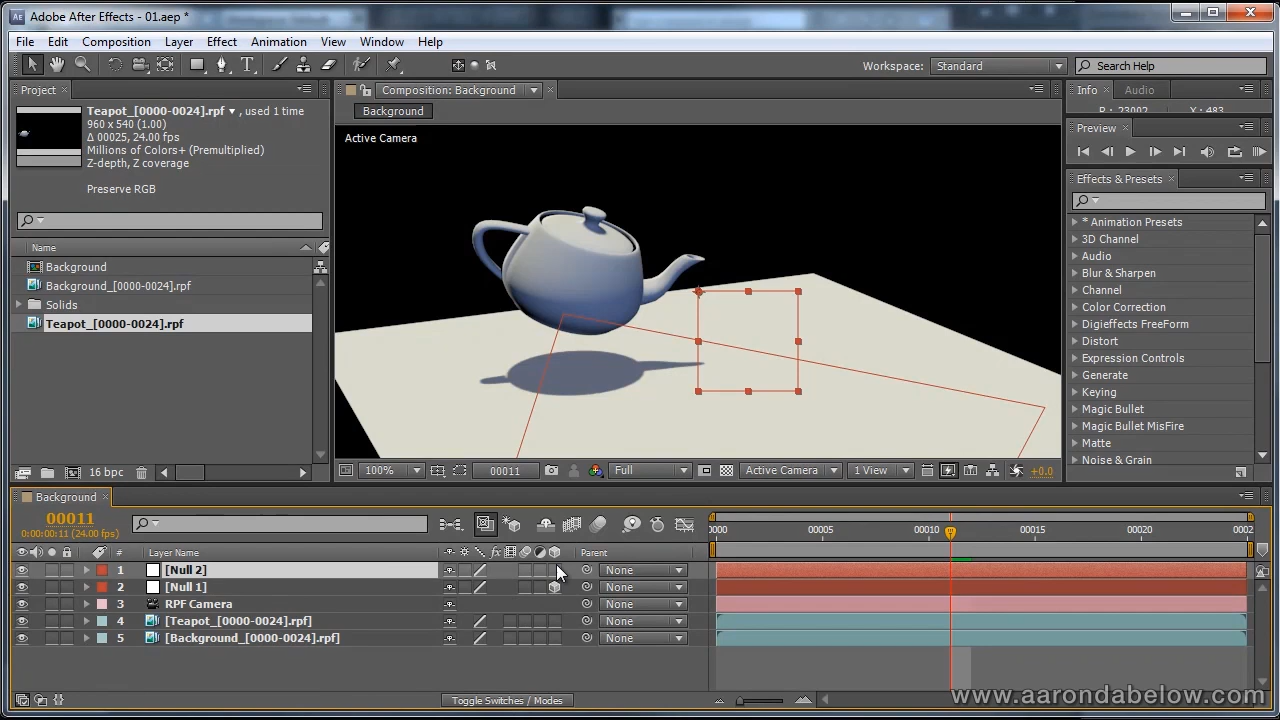 Adobe After Effects - 01.aep *
File Edit Composition Layer Effect Animation View Window Help
Workspace: Standard Search Help
Project
Teapot_[0000-0024].rpf , used 1 time
960 x 540 (1.00)
Δ 00025, 24.00 fps
Millions of Colors+ (Premultiplied)
Z-depth, Z coverage
Preserve RGB
Name
Background
Background_[0000-0024].rpf
Solids
Teapot_[0000-0024].rpf
16 bpc
Composition: Background
Background
Active Camera
100% 00011 Full Active Camera 1 View +0.0
Info Audio
Preview
Effects & Presets
* Animation Presets
3D Channel
Audio
Blur & Sharpen
Channel
Color Correction
Digieffects FreeForm
Distort
Expression Controls
Generate
Keying
Magic Bullet
Magic Bullet MisFire
Matte
Noise & Grain
Background
00011
0:00:00:11 (24.00 fps)
# Layer Name fx Parent
1 [Null 2] None
2 [Null 1] None
3 RPF Camera None
4 [Teapot_[0000-0024].rpf] None
5 [Background_[0000-0024].rpf] None
0000 00005 00010 00015 00020 0002
Toggle Switches / Modes
www.aarondabelow.com